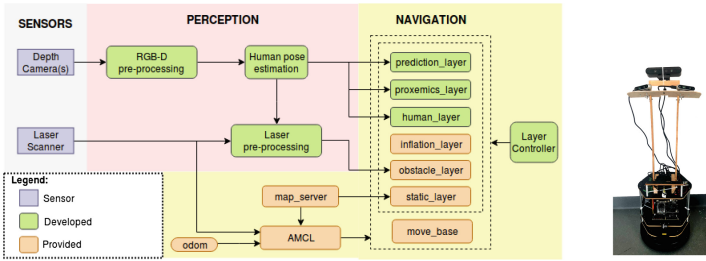 SENSORS
PERCEPTION
NAVIGATION
Depth
Camera(s)
RGB-D
pre-processing
Human pose
estimation
prediction_layer
proxemics_layer
human_layer
Laser
Scanner
Laser
pre-processing
inflation_layer
obstacle_layer
static_layer
Layer
Controller
map_server
AMCL
odom
move_base
Legend:
Sensor
Developed
Provided